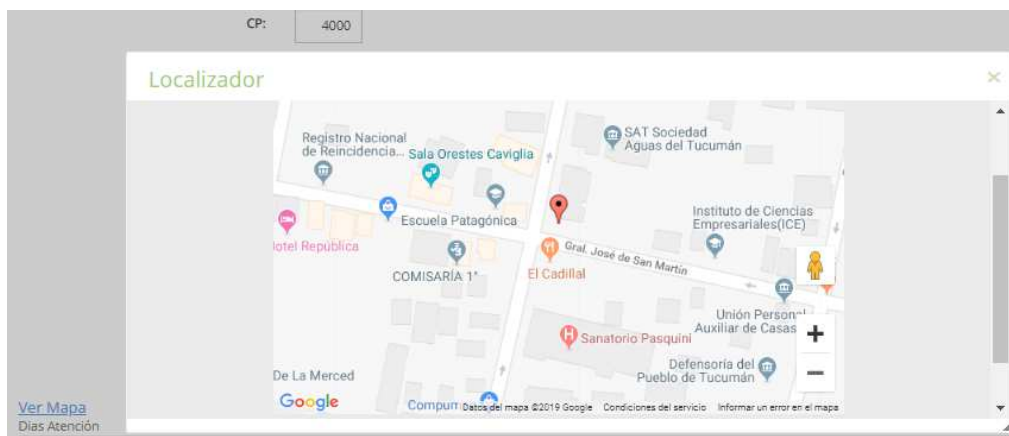 CP:
4000
Localizador
×
Registro Nacional
de Reincidencia...
Sala Orestes Caviglia
SAT Sociedad
Aguas del Tucumán
Escuela Patagónica
Instituto de Ciencias
Empresariales(ICE)
Hotel República
COMISARÍA 1°
El Cadillal
Gral. José de San Martín
Unión Personal
Auxiliar de Casas
Sanatorio Pasquini
Defensoría del
Pueblo de Tucumán
De La Merced
Google
Datos del mapa ©2019 Google
Condiciones del servicio
Informar un error en el mapa
Ver Mapa
Dias Atención